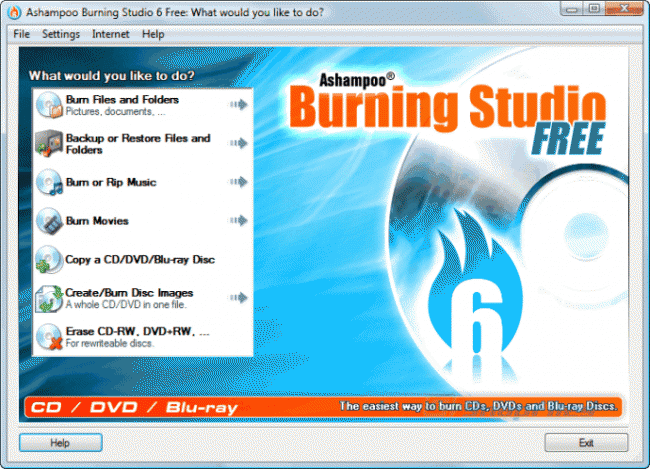 Ashampoo Burning Studio 6 Free: What would you like to do?
File Settings Internet Help
What would you like to do?
Burn Files and Folders
Pictures, documents, ...
Backup or Restore Files and
Folders
Burn or Rip Music
Burn Movies
Copy a CD/DVD/Blu-ray Disc
Create/Burn Disc Images
A whole CD/DVD in one file.
Erase CD-RW, DVD+RW, ...
For rewriteable discs.
Ashampoo®
Burning Studio
FREE
6
CD / DVD / Blu-ray
The easiest way to burn CDs, DVDs and Blu-ray Discs.
Help
Exit